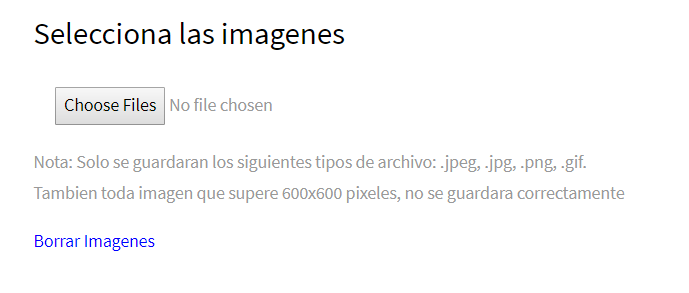 Selecciona las imagenes
Choose Files No file chosen
Nota: Solo se guardaran los siguientes tipos de archivo: .jpeg, .jpg, .png, .gif.
Tambien toda imagen que supere 600x600 pixeles, no se guardara correctamente
Borrar Imagenes